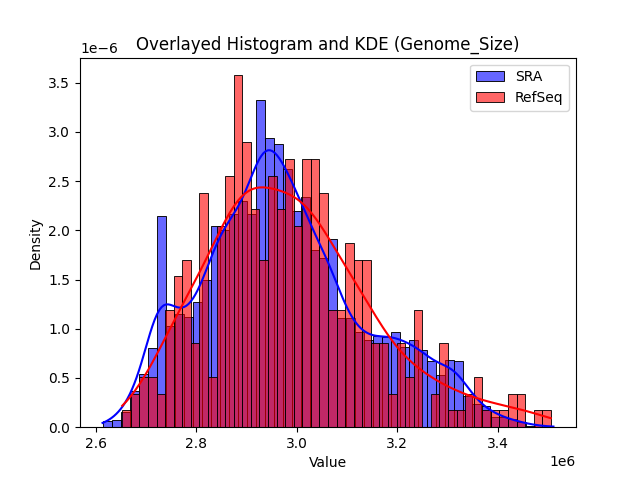 Overlayed Histogram and KDE (Genome_Size)
1e−6
SRA
RefSeq
3.5
3.0
2.5
2.0
1.5
1.0
0.5
0.0
Density
2.6 2.8 3.0 3.2 3.4
Value
1e6